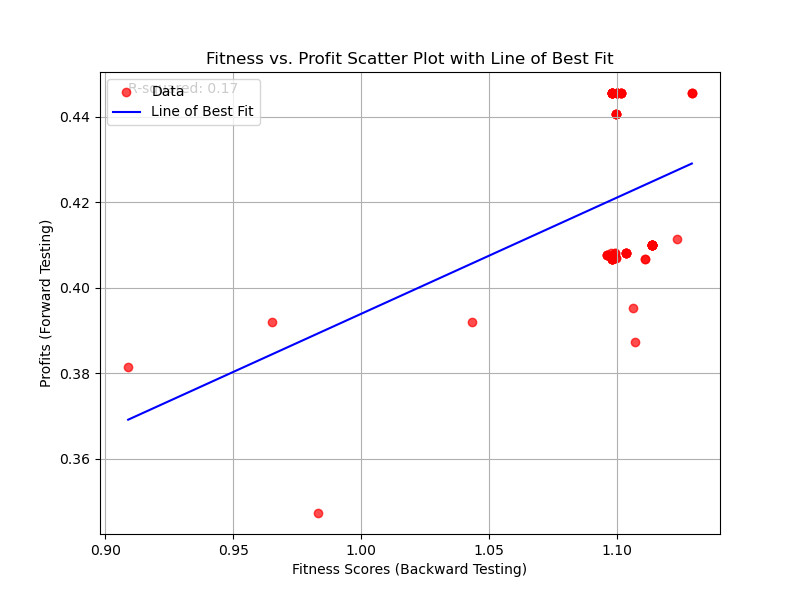 Fitness vs. Profit Scatter Plot with Line of Best Fit
R-squared: 0.17
Data
Line of Best Fit
0.44
0.42
0.40
0.38
0.36
Profits (Forward Testing)
0.90 0.95 1.00 1.05 1.10
Fitness Scores (Backward Testing)